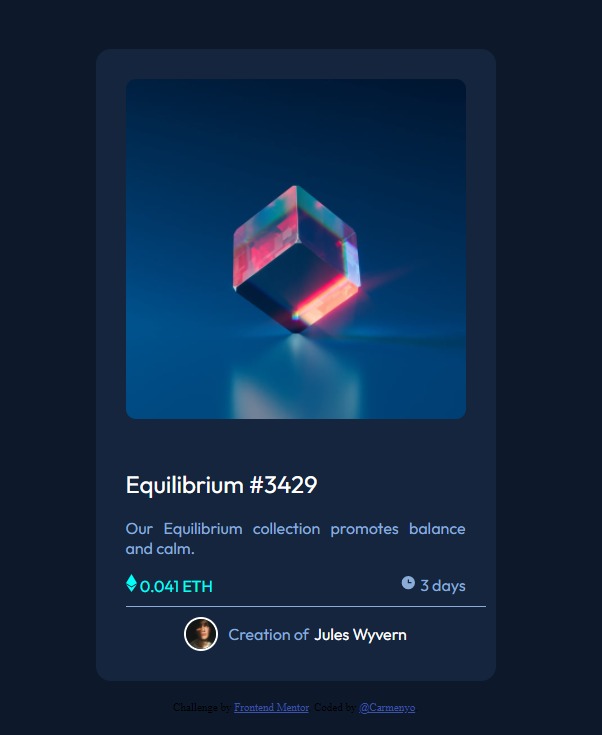 Equilibrium #3429
Our Equilibrium collection promotes balance
and calm.
0.041 ETH 3 days
Creation of Jules Wyvern
Challenge by Frontend Mentor. Coded by @Carmenyo